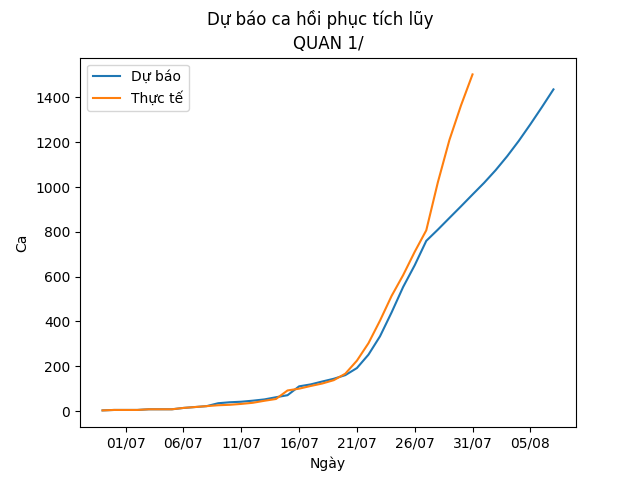 Dự báo ca hồi phục tích lũy
QUAN 1/
Dự báo
Thực tế
1400
1200
1000
800
600
400
200
0
Ca
01/07 06/07 11/07 16/07 21/07 26/07 31/07 05/08
Ngày